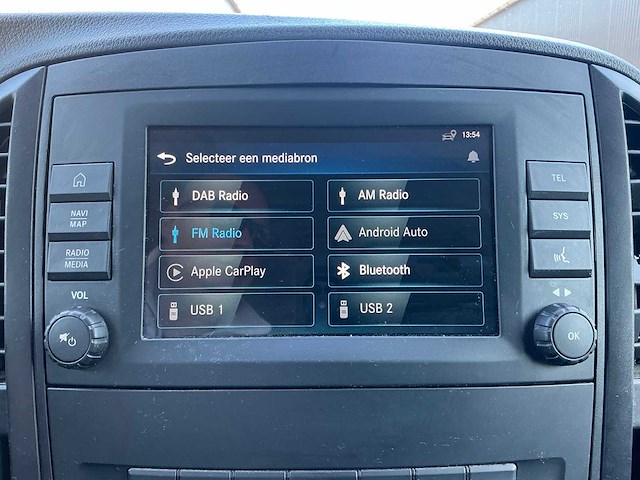 13:54
Selecteer een mediabron
DAB Radio
AM Radio
FM Radio
Android Auto
Apple CarPlay
Bluetooth
USB 1
USB 2
NAVI
MAP
RADIO
MEDIA
VOL
TEL
SYS
OK